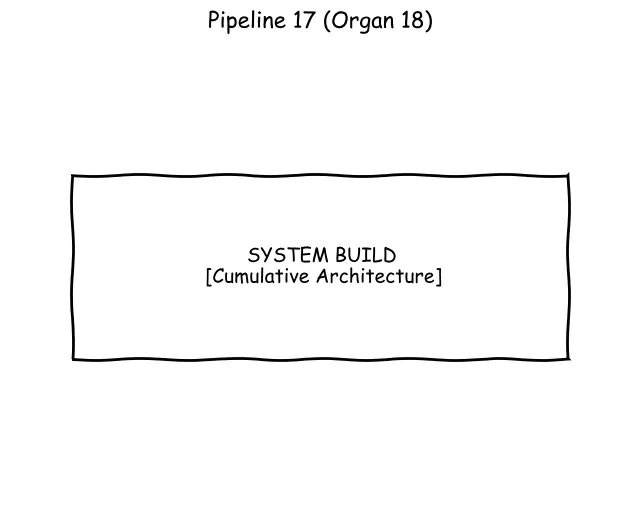 Pipeline 17 (Organ 18)
SYSTEM BUILD
[Cumulative Architecture]